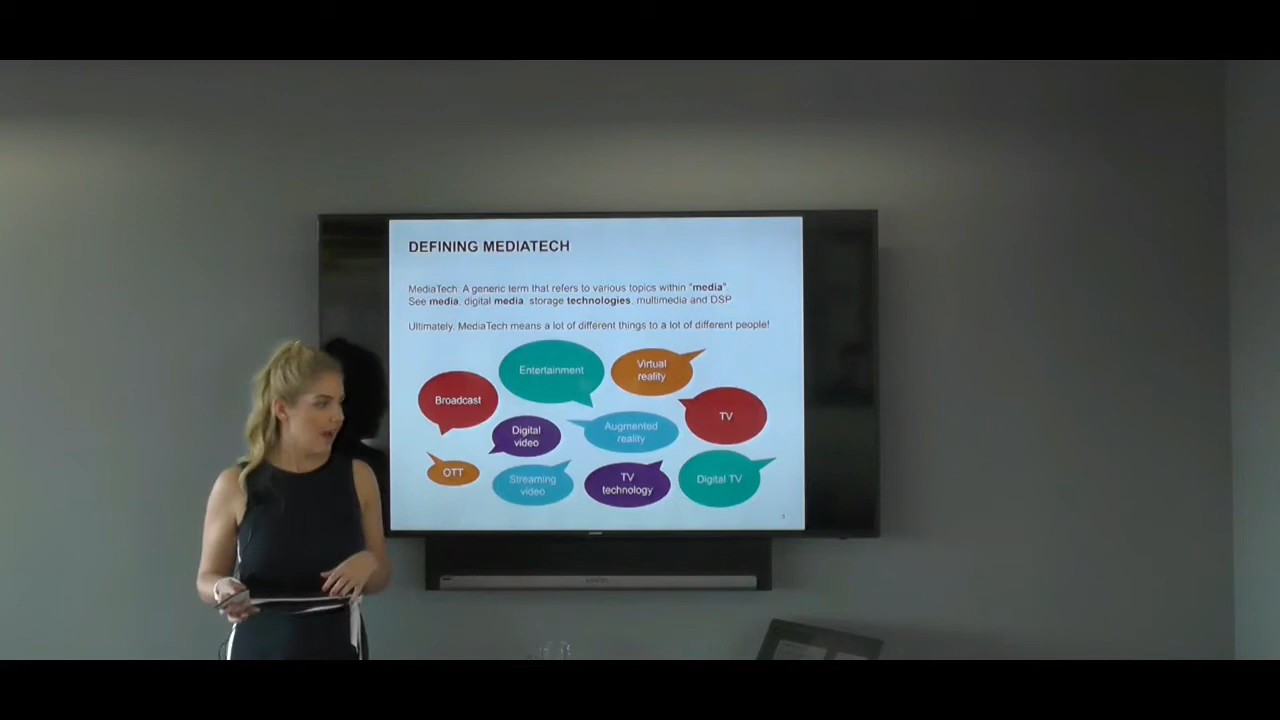 DEFINING MEDIATECH
MediaTech: A generic term that refers to various topics within "media".
See media, digital media, storage technologies, multimedia and DSP.
Ultimately, MediaTech means a lot of different things to a lot of different people!
Entertainment
Virtual
reality
Broadcast
TV
Digital
video
Augmented
reality
OTT
Streaming
video
TV
technology
Digital TV